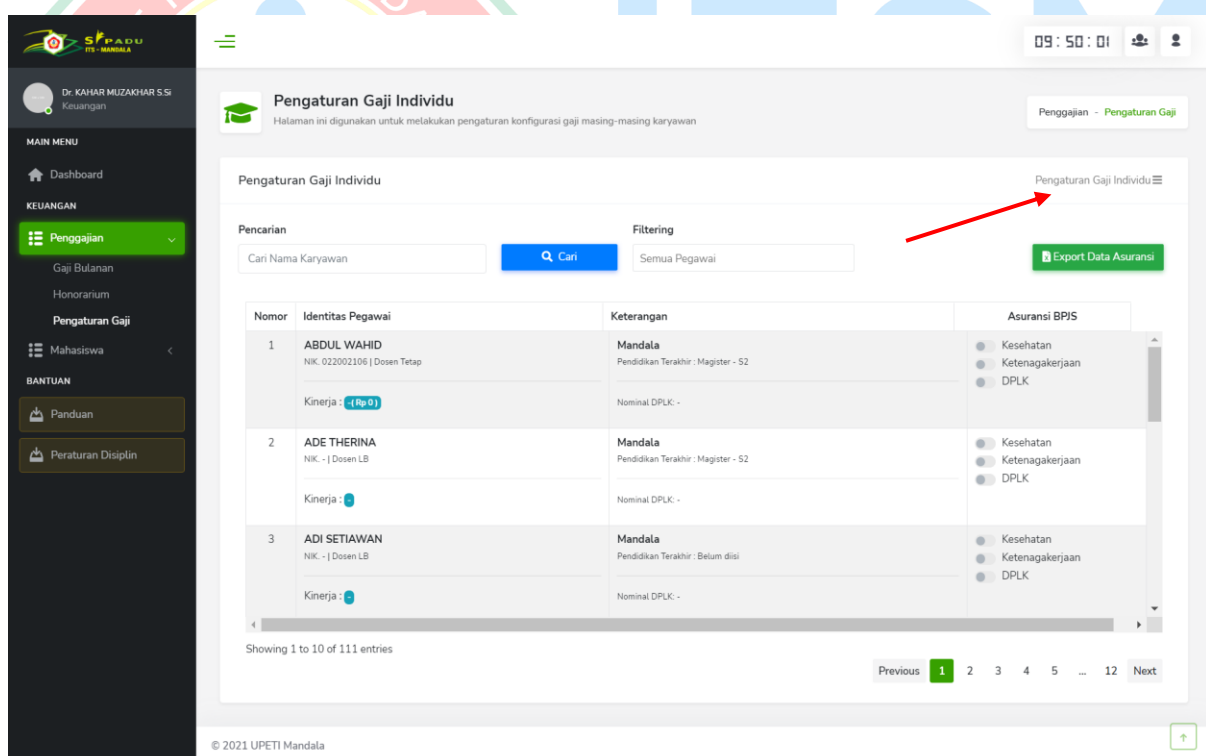 SIPADU
ITS - MANDALA
09:50:01
Dr. KAHAR MUZAKHAR S.Si
Keuangan
MAIN MENU
Dashboard
KEUANGAN
Penggajian
Gaji Bulanan
Honorarium
Pengaturan Gaji
Mahasiswa
BANTUAN
Panduan
Peraturan Disiplin
Pengaturan Gaji Individu
Halaman ini digunakan untuk melakukan pengaturan konfigurasi gaji masing-masing karyawan
Penggajian - Pengaturan Gaji
Pengaturan Gaji Individu
Pengaturan Gaji Individu
Pencarian
Filtering
Cari Nama Karyawan
Cari
Semua Pegawai
Export Data Asuransi
Nomor Identitas Pegawai Keterangan Asuransi BPJS
1 ABDUL WAHID
NIK. 022002106 | Dosen Tetap
Kinerja : -( Rp 0 )
Mandala
Pendidikan Terakhir : Magister - S2
Nominal DPLK: -
Kesehatan
Ketenagakerjaan
DPLK
2 ADE THERINA
NIK. - | Dosen LB
Kinerja : -
Mandala
Pendidikan Terakhir : Magister - S2
Nominal DPLK: -
Kesehatan
Ketenagakerjaan
DPLK
3 ADI SETIAWAN
NIK. - | Dosen LB
Kinerja : -
Mandala
Pendidikan Terakhir : Belum diisi
Nominal DPLK: -
Kesehatan
Ketenagakerjaan
DPLK
Showing 1 to 10 of 111 entries
Previous 1 2 3 4 5 ... 12 Next
© 2021 UPETI Mandala